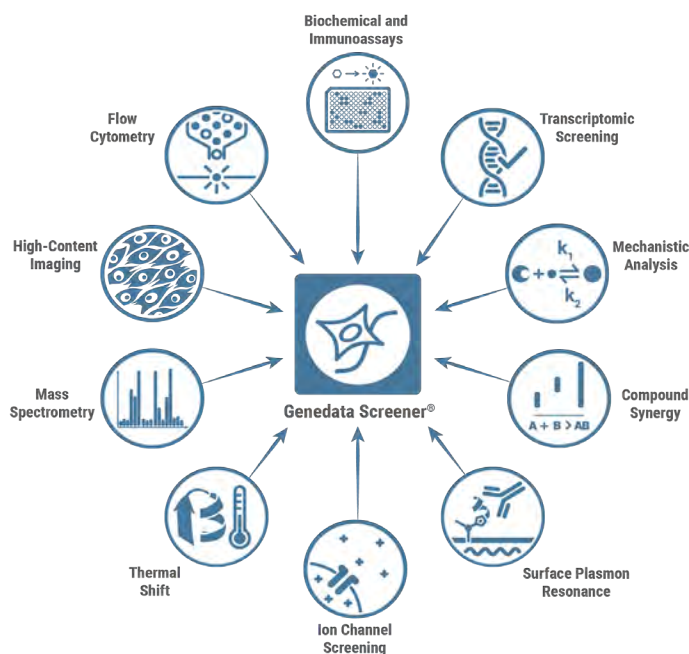 Biochemical and
Immunoassays
Flow
Cytometry
Transcriptomic
Screening
High-Content
Imaging
Mechanistic
Analysis
k1
+
k2
Mass
Spectrometry
Genedata Screener®
Compound
Synergy
A + B > AB
Thermal
Shift
Surface Plasmon
Resonance
Ion Channel
Screening